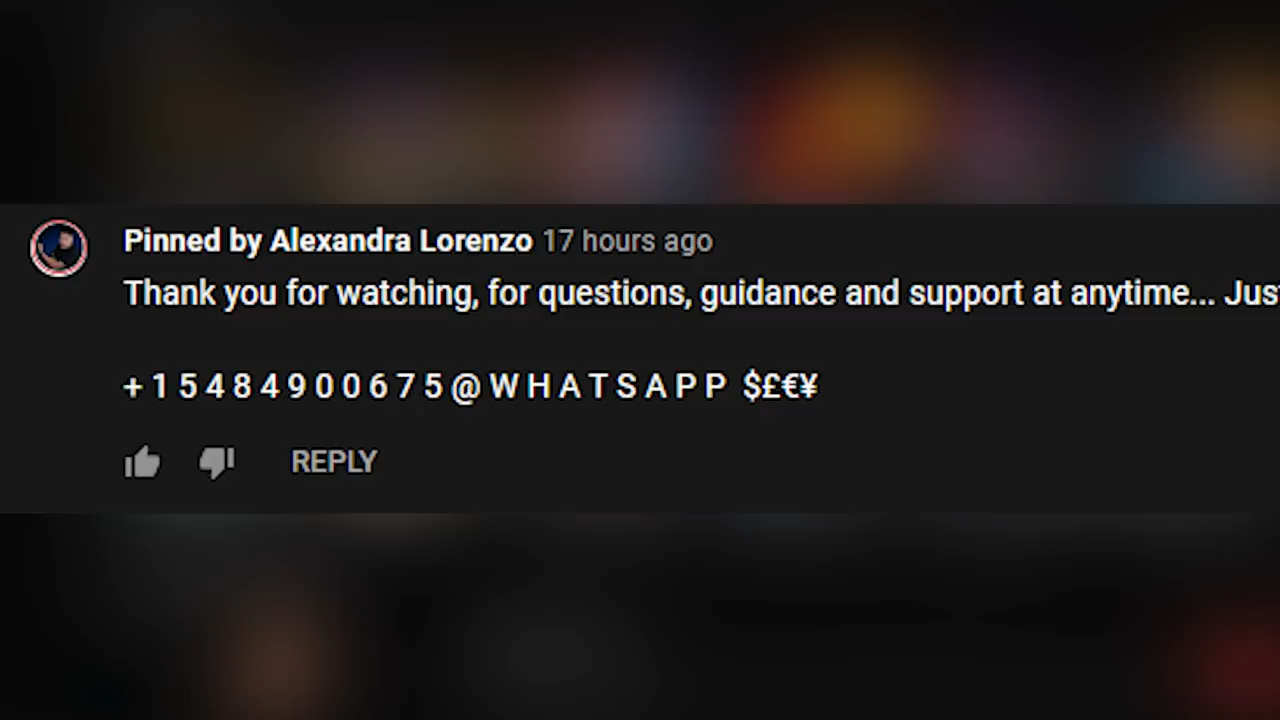 Pinned by Alexandra Lorenzo 17 hours ago
Thank you for watching, for questions, guidance and support at anytime... Jus
+ 1 5 4 8 4 9 0 0 6 7 5 @ W H A T S A P P $£€¥
REPLY